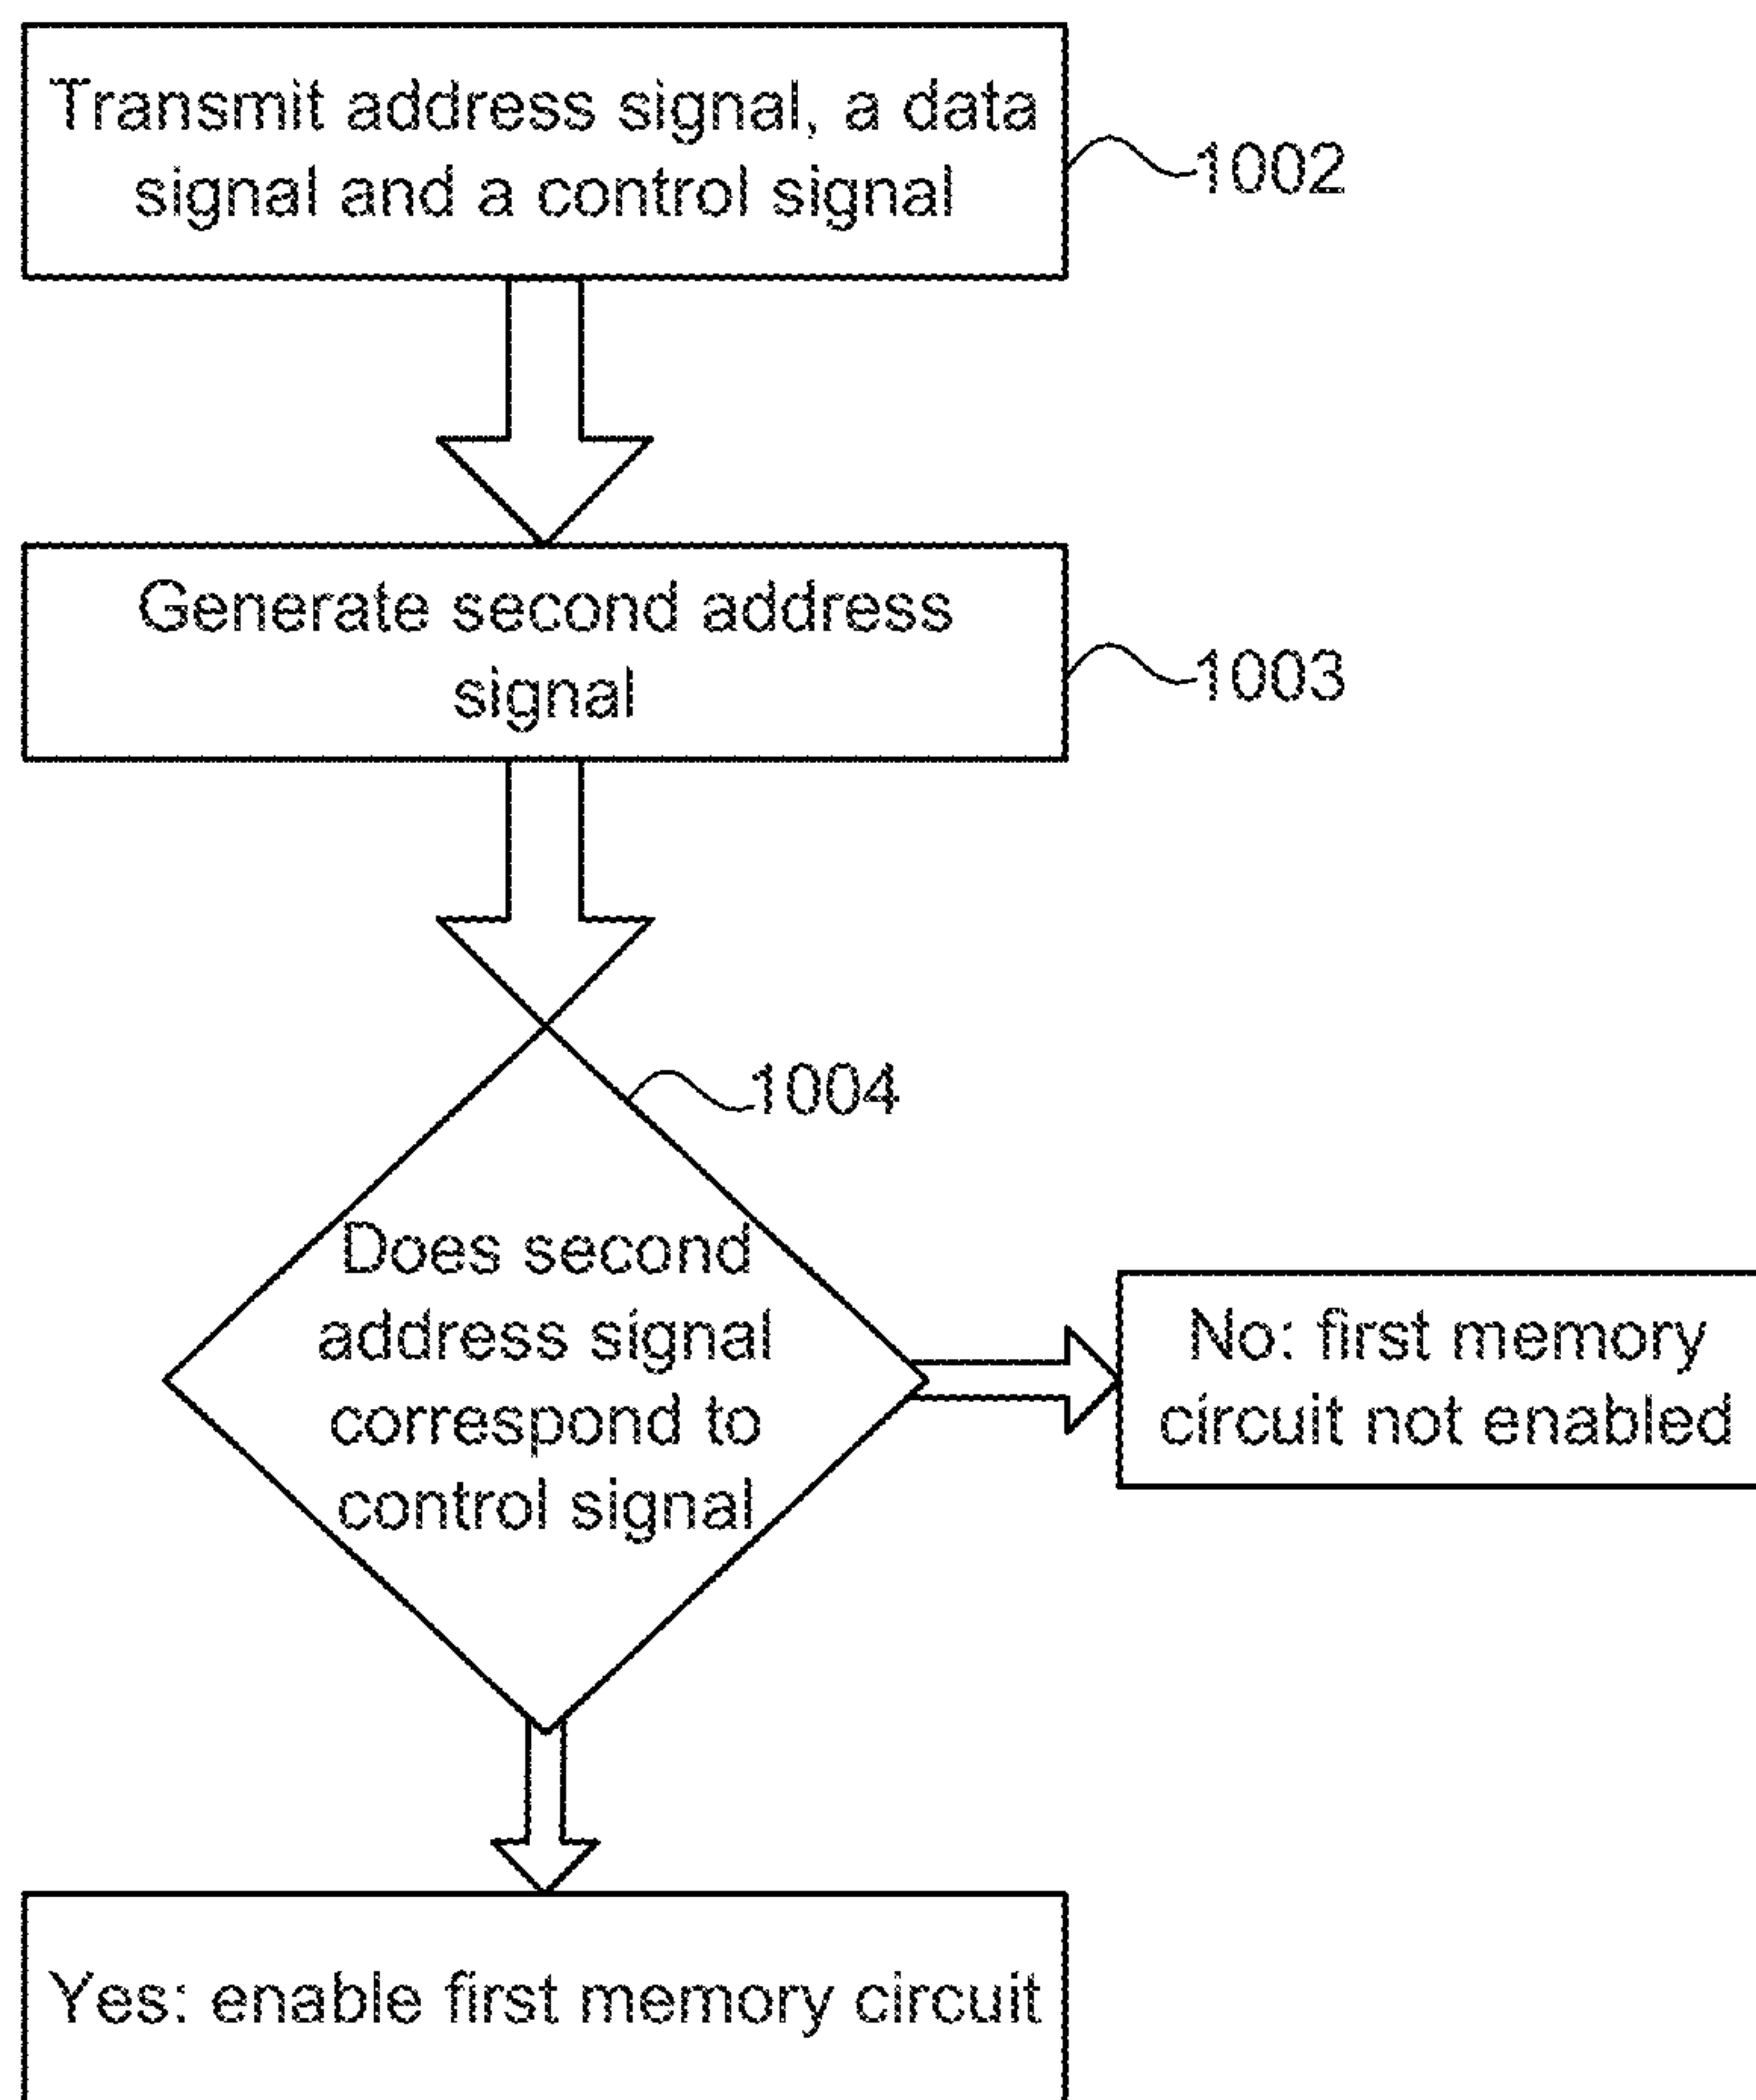 Transmit address signal, a data
signal and a control signal
1002
Generate second address
signal
1003
1004
Does second
address signal
correspond to
control signal
No: first memory
circuit not enabled
Yes: enable first memory circuit